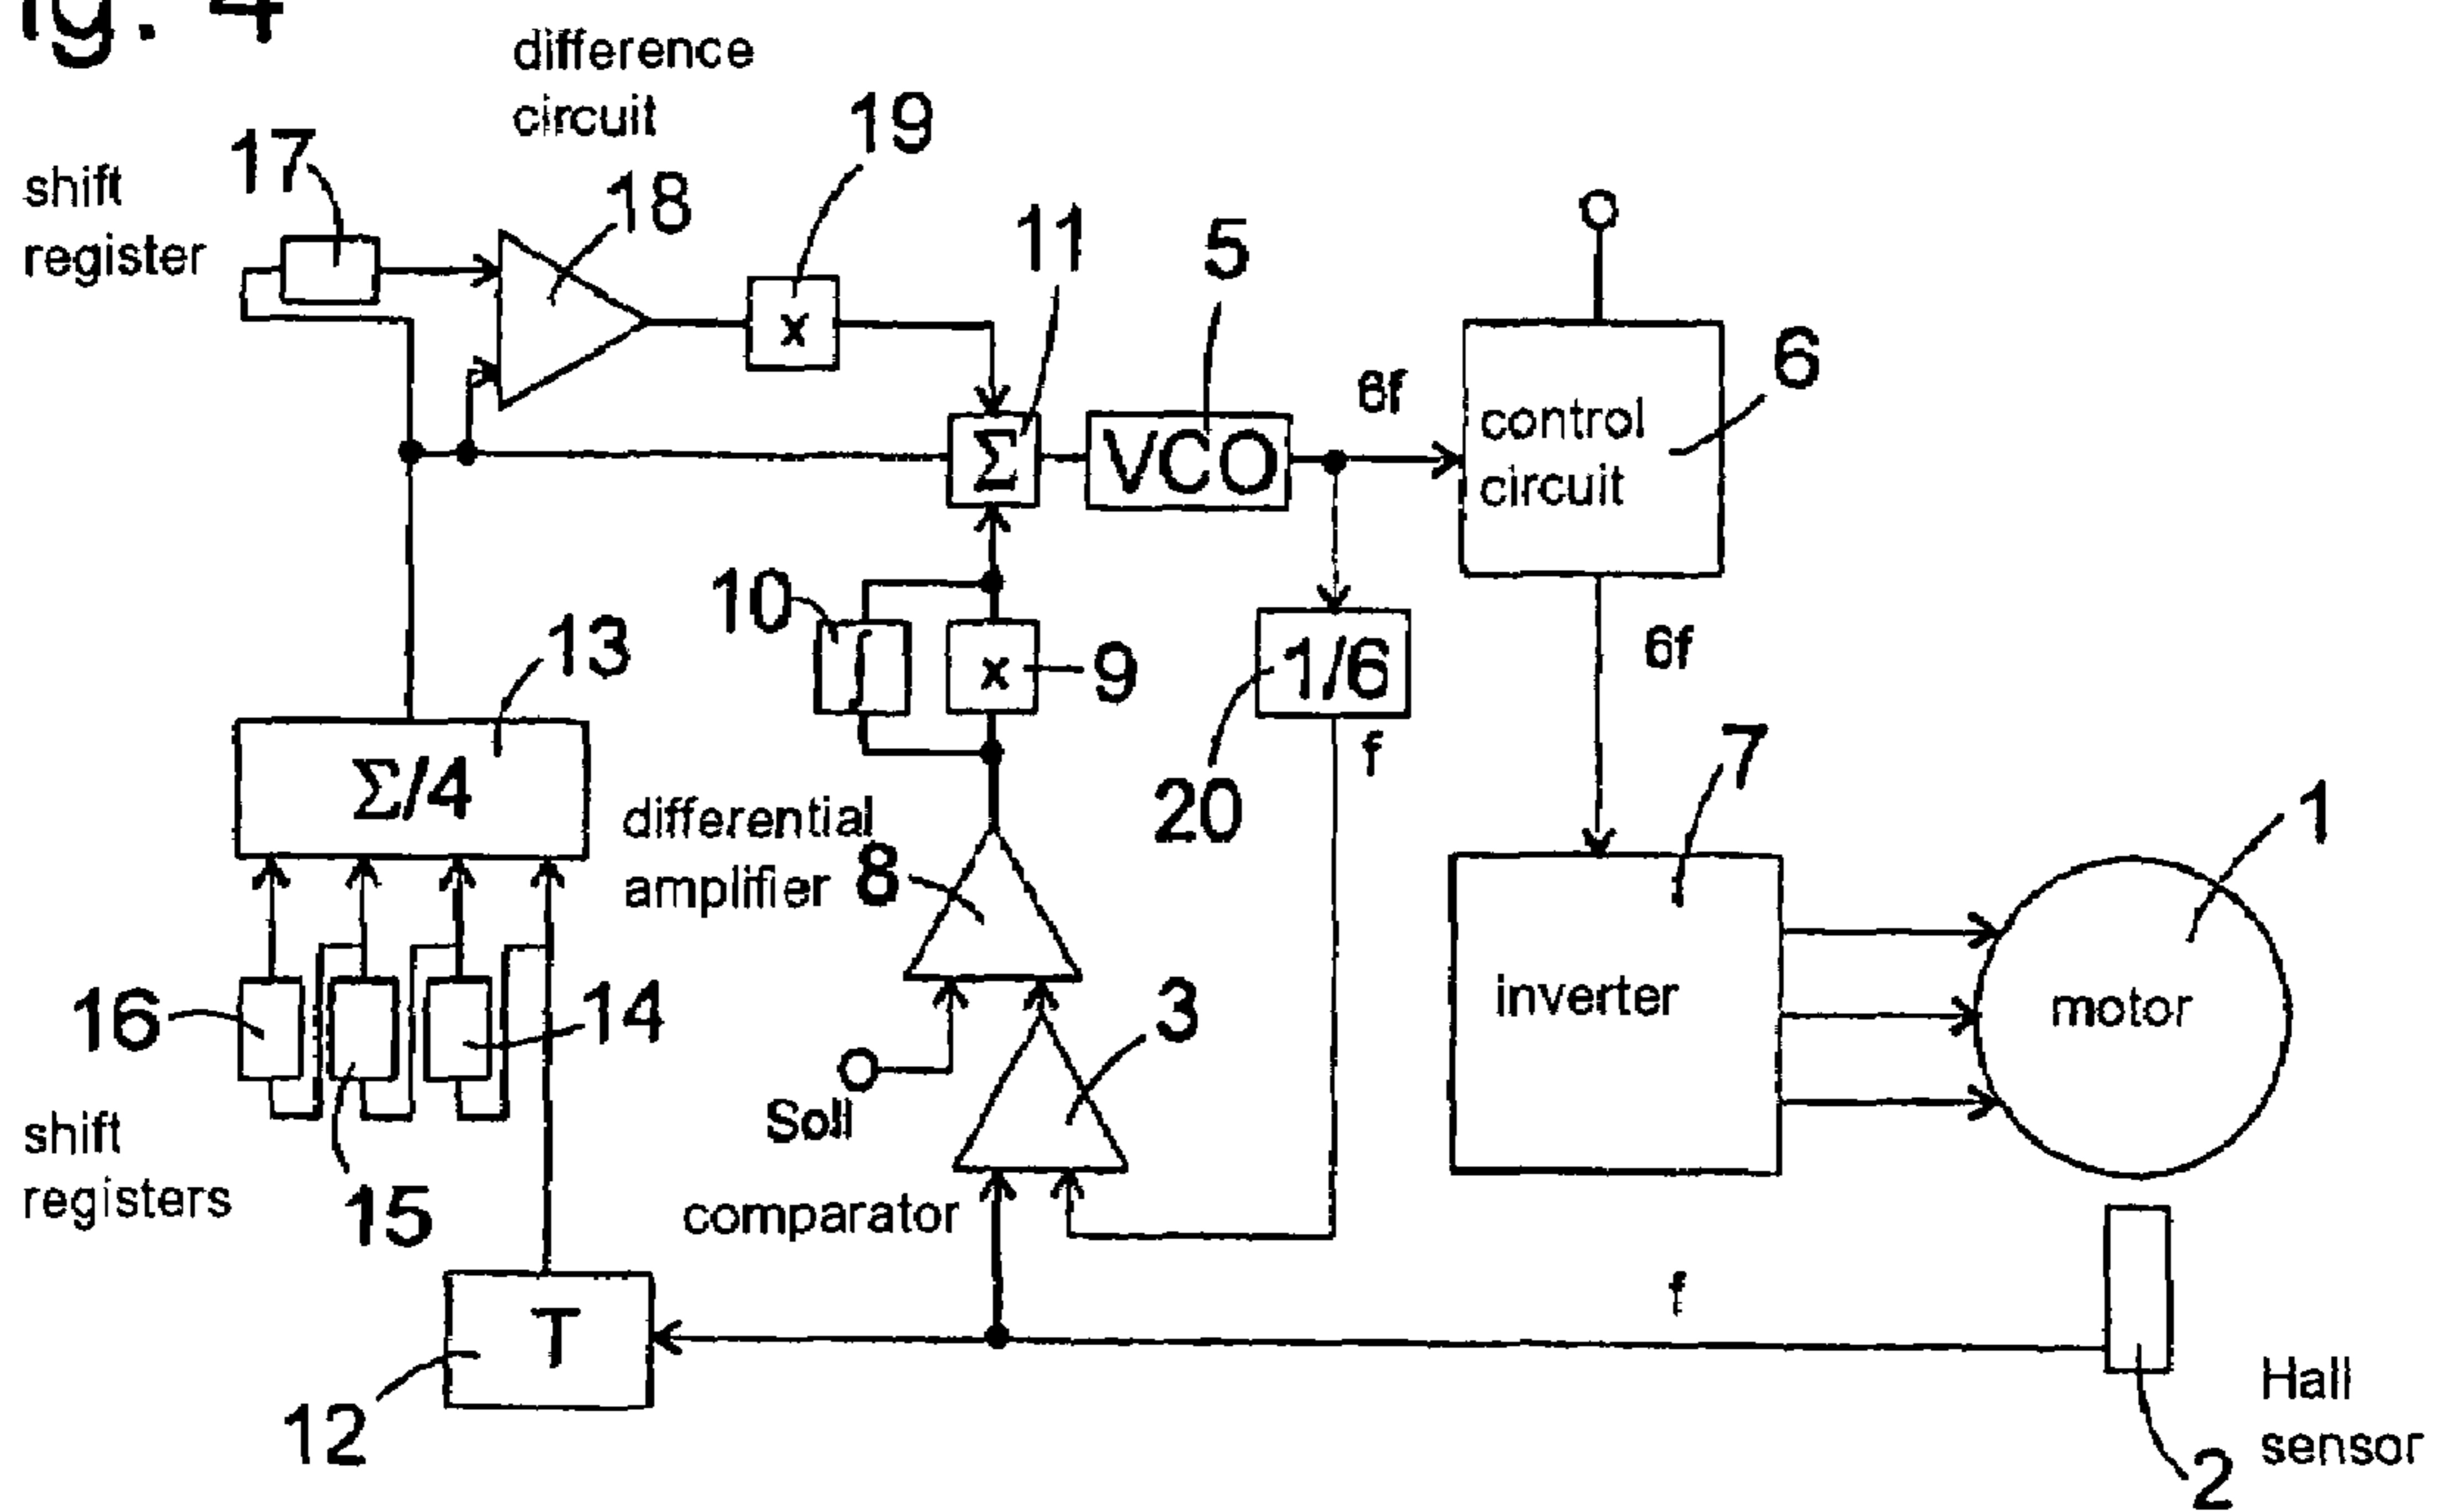 ig. 4
difference
circuit
19
17
18
shift
register
11
5
x
6
6f
control
circuit
Σ
VCO
10
13
x
9
1/6
6f
f
7
20
Σ/4
1
differential
amplifier
8
16
14
3
inverter
motor
Soll
shift
registers
15
comparator
T
f
12
Hall
sensor
2